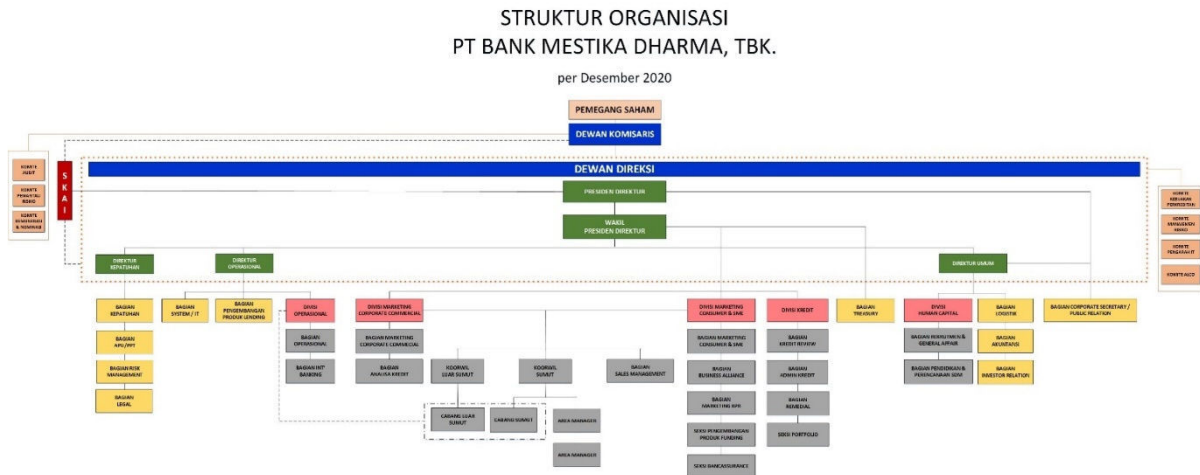 STRUKTUR ORGANISASI
PT BANK MESTIKA DHARMA, TBK.
per Desember 2020
PEMEGANG SAHAM
DEWAN KOMISARIS
KOMITE
AUDIT
KOMITE
PEMANTAU
RISIKO
KOMITE
REMUNERASI
& NOMINASI
S K A I
DEWAN DIREKSI
PRESIDEN DIREKTUR
WAKIL
PRESIDEN DIREKTUR
DIREKTUR
KEPATUHAN
DIREKTUR
OPERASIONAL
DIREKTUR UMUM
KOMITE
KEBIJAKAN
PERKREDITAN
KOMITE
MANAJEMEN
RISIKO
KOMITE
PENGARAH IT
KOMITE ALCO
BAGIAN
KEPATUHAN
BAGIAN
APU/PPT
BAGIAN RISK
MANAGEMENT
BAGIAN
LEGAL
BAGIAN
SYSTEM / IT
BAGIAN
PENGEMBANGAN
PRODUK LENDING
DIVISI
OPERASIONAL
BAGIAN
OPERASIONAL
BAGIAN INT'
BANKING
DIVISI MARKETING
CORPORATE COMMERCIAL
BAGIAN MARKETING
CORPORATE COMMERCIAL
BAGIAN
ANALISA KREDIT
KOORWIL
LUAR SUMUT
KOORWIL
SUMUT
BAGIAN
SALES MANAGEMENT
CABANG LUAR
SUMUT
CABANG SUMUT
AREA MANAGER
AREA MANAGER
DIVISI MARKETING
CONSUMER & SME
BAGIAN MARKETING
CONSUMER & SME
BAGIAN
BUSINESS ALLIANCE
BAGIAN
MARKETING KPR
SEKSI PENGEMBANGAN
PRODUK FUNDING
SEKSI BANCASSURANCE
DIVISI KREDIT
BAGIAN
KREDIT REVIEW
BAGIAN
ADMIN KREDIT
BAGIAN
REMEDIAL
SEKSI PORTFOLIO
BAGIAN
TREASURY
DIVISI
HUMAN CAPITAL
BAGIAN REKRUTMEN &
GENERAL AFFAIR
BAGIAN PENDIDIKAN &
PERENCANAAN SDM
BAGIAN
LOGISTIK
BAGIAN
AKUNTANSI
BAGIAN
INVESTOR RELATION
BAGIAN CORPORATE SECRETARY /
PUBLIC RELATION